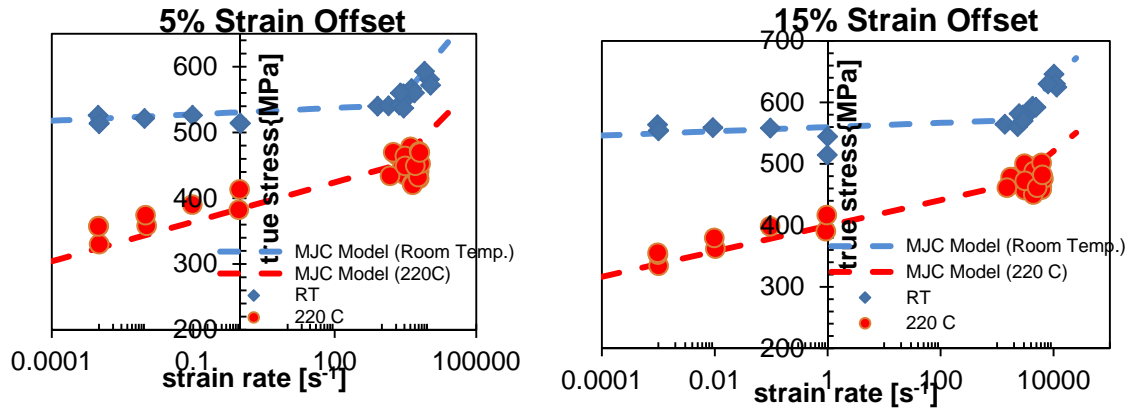 5% Strain Offset
600
500
400
300
200
true stress{MPa]
MJC Model (Room Temp.)
MJC Model (220C)
RT
220 C
0.0001
0.1
100
100000
strain rate [s-1]
15% Strain Offset
700
600
500
400
300
200
true stress{MPa]
MJC Model (Room Temp.)
MJC Model (220 C)
RT
220 C
0.0001
0.01
1
100
10000
strain rate [s-1]